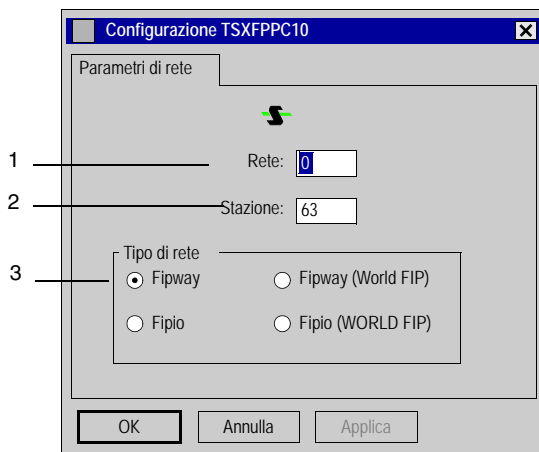 Configurazione TSXFPPC10
Parametri di rete
1 Rete: 0
2 Stazione: 63
3 Tipo di rete
Fipway Fipway (World FIP)
Fipio Fipio (WORLD FIP)
OK Annulla Applica